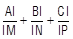 AI/IM + BI/IN + CI/IP